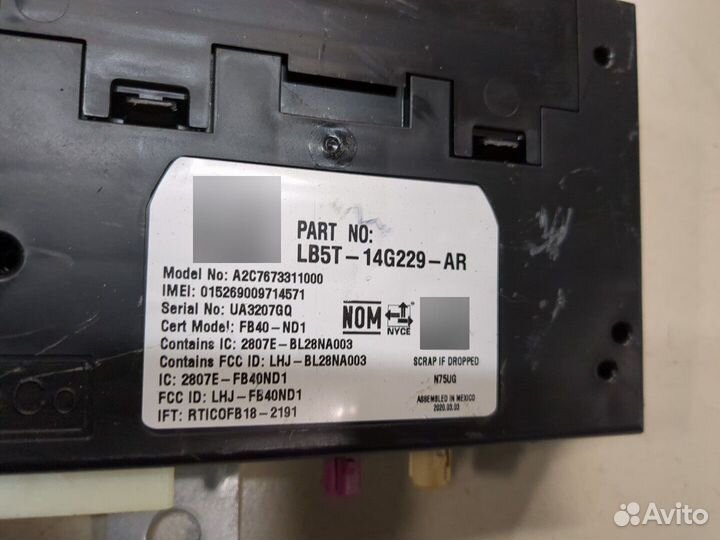 PART NO:
LB5T-14G229-AR
Model No: A2C7673311000
IMEI: 015269009714571
Serial No: UA3207GQ
Cert Model: FB40-ND1
Contains IC: 2807E-BL28NA003
Contains FCC ID: LHJ-BL28NA003
IC: 2807E-FB40ND1
FCC ID: LHJ-FB40ND1
IFT: RTICOFB18-2191
NOM
NYCE
SCRAP IF DROPPED
N75UG
ASSEMBLED IN MEXICO
2020.03.03
Avito